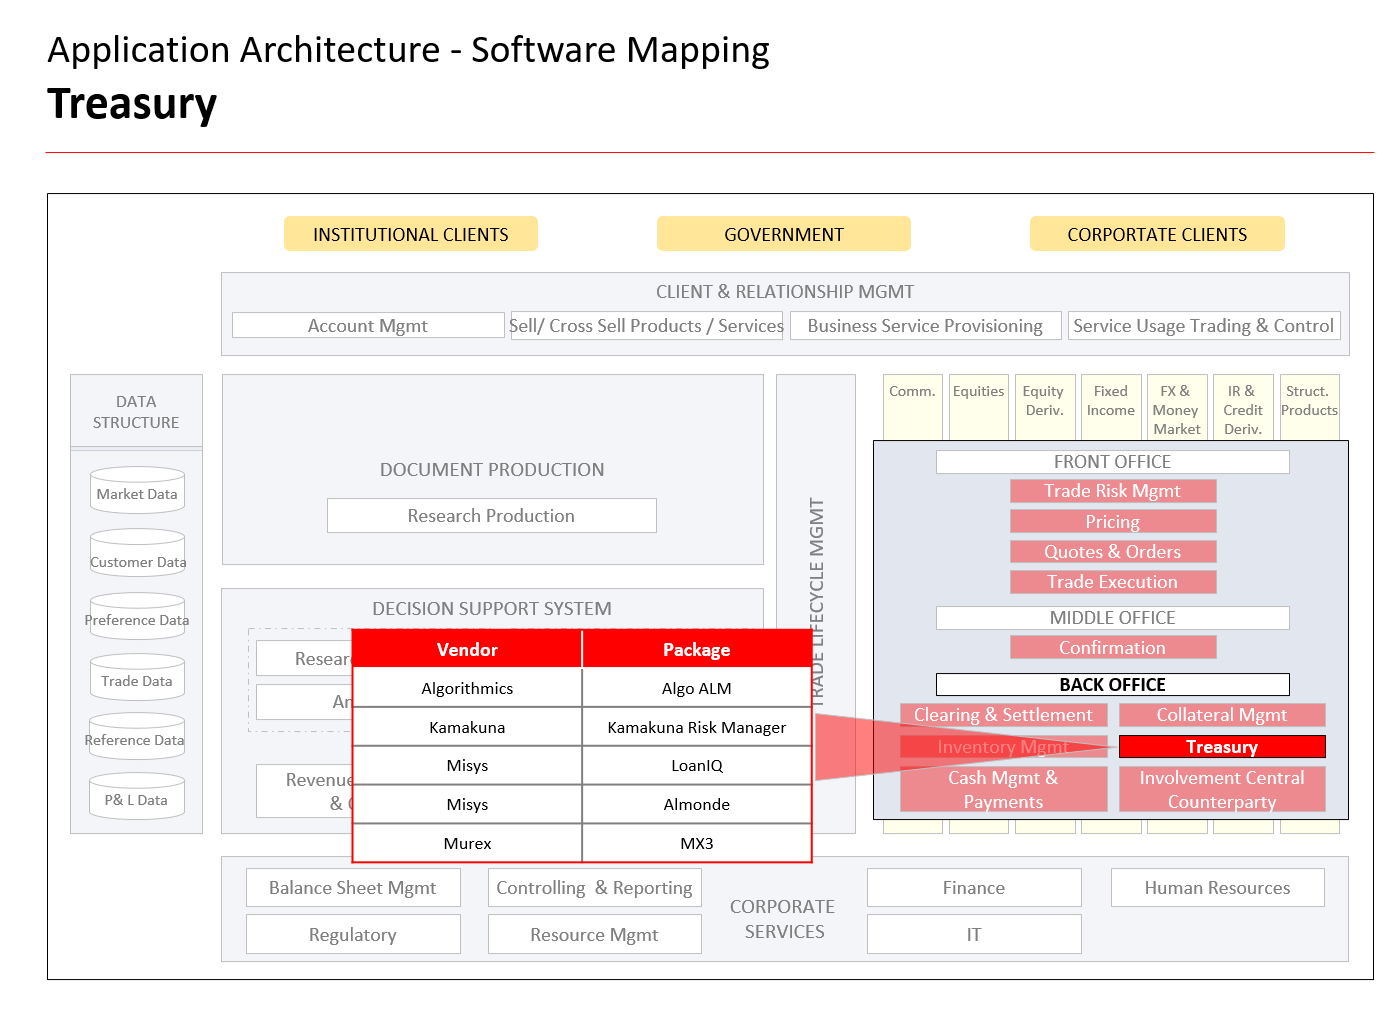 Application Architecture - Software Mapping
Treasury
INSTITUTIONAL CLIENTS
GOVERNMENT
CORPORTATE CLIENTS
CLIENT & RELATIONSHIP MGMT
Account Mgmt
Sell/ Cross Sell Products / Services
Business Service Provisioning
Service Usage Trading & Control
DATA
STRUCTURE
Market Data
Customer Data
Preference Data
Trade Data
Reference Data
P& L Data
DOCUMENT PRODUCTION
Research Production
DECISION SUPPORT SYSTEM
Resear
Revenue
Vendor
Package
Algorithmics
Algo ALM
Kamakuna
Kamakuna Risk Manager
Misys
LoanIQ
Misys
Almonde
Murex
MX3
TRADE LIFECYCLE MGMT
Comm.
Equities
Equity
Deriv.
Fixed
Income
FX &
Money
Market
IR &
Credit
Deriv.
Struct.
Products
FRONT OFFICE
Trade Risk Mgmt
Pricing
Quotes & Orders
Trade Execution
MIDDLE OFFICE
Confirmation
BACK OFFICE
Clearing & Settlement
Collateral Mgmt
Inventory Mgmt
Treasury
Cash Mgmt &
Payments
Involvement Central
Counterparty
Balance Sheet Mgmt
Controlling & Reporting
Regulatory
Resource Mgmt
CORPORATE
SERVICES
Finance
IT
Human Resources